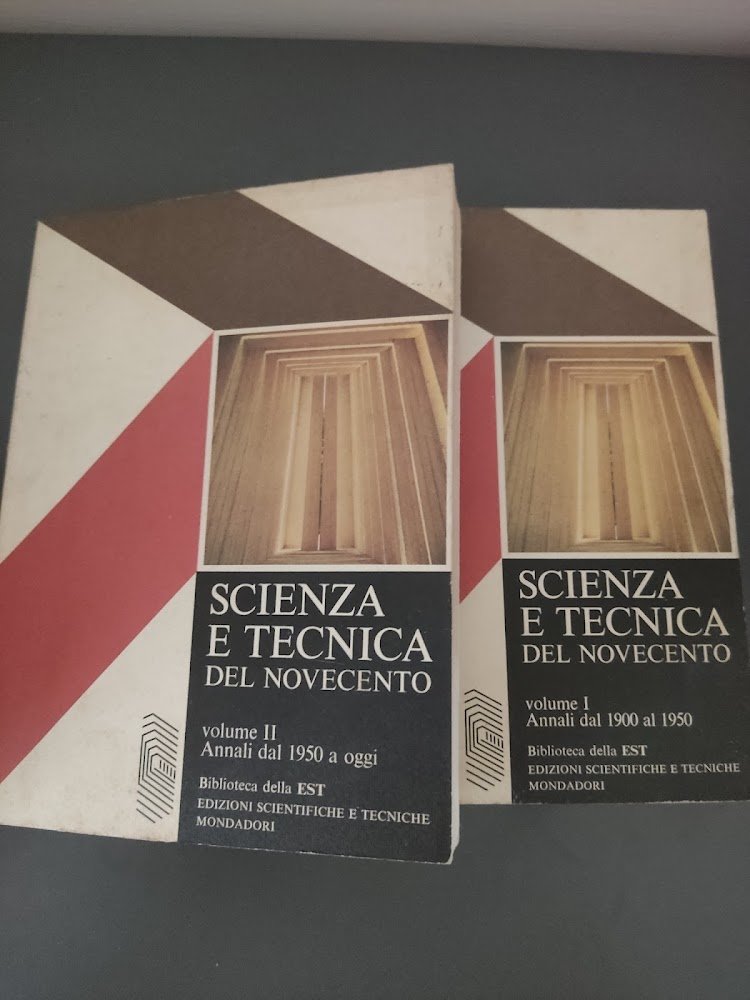 SCIENZA
E TECNICA
DEL NOVECENTO
volume II
Annali dal 1950 a oggi
Biblioteca della EST
EDIZIONI SCIENTIFICHE E TECNICHE
MONDADORI
SCIENZA
E TECNICA
DEL NOVECENTO
volume I
Annali dal 1900 al 1950
Biblioteca della EST
EDIZIONI SCIENTIFICHE E TECNICHE
MONDADORI